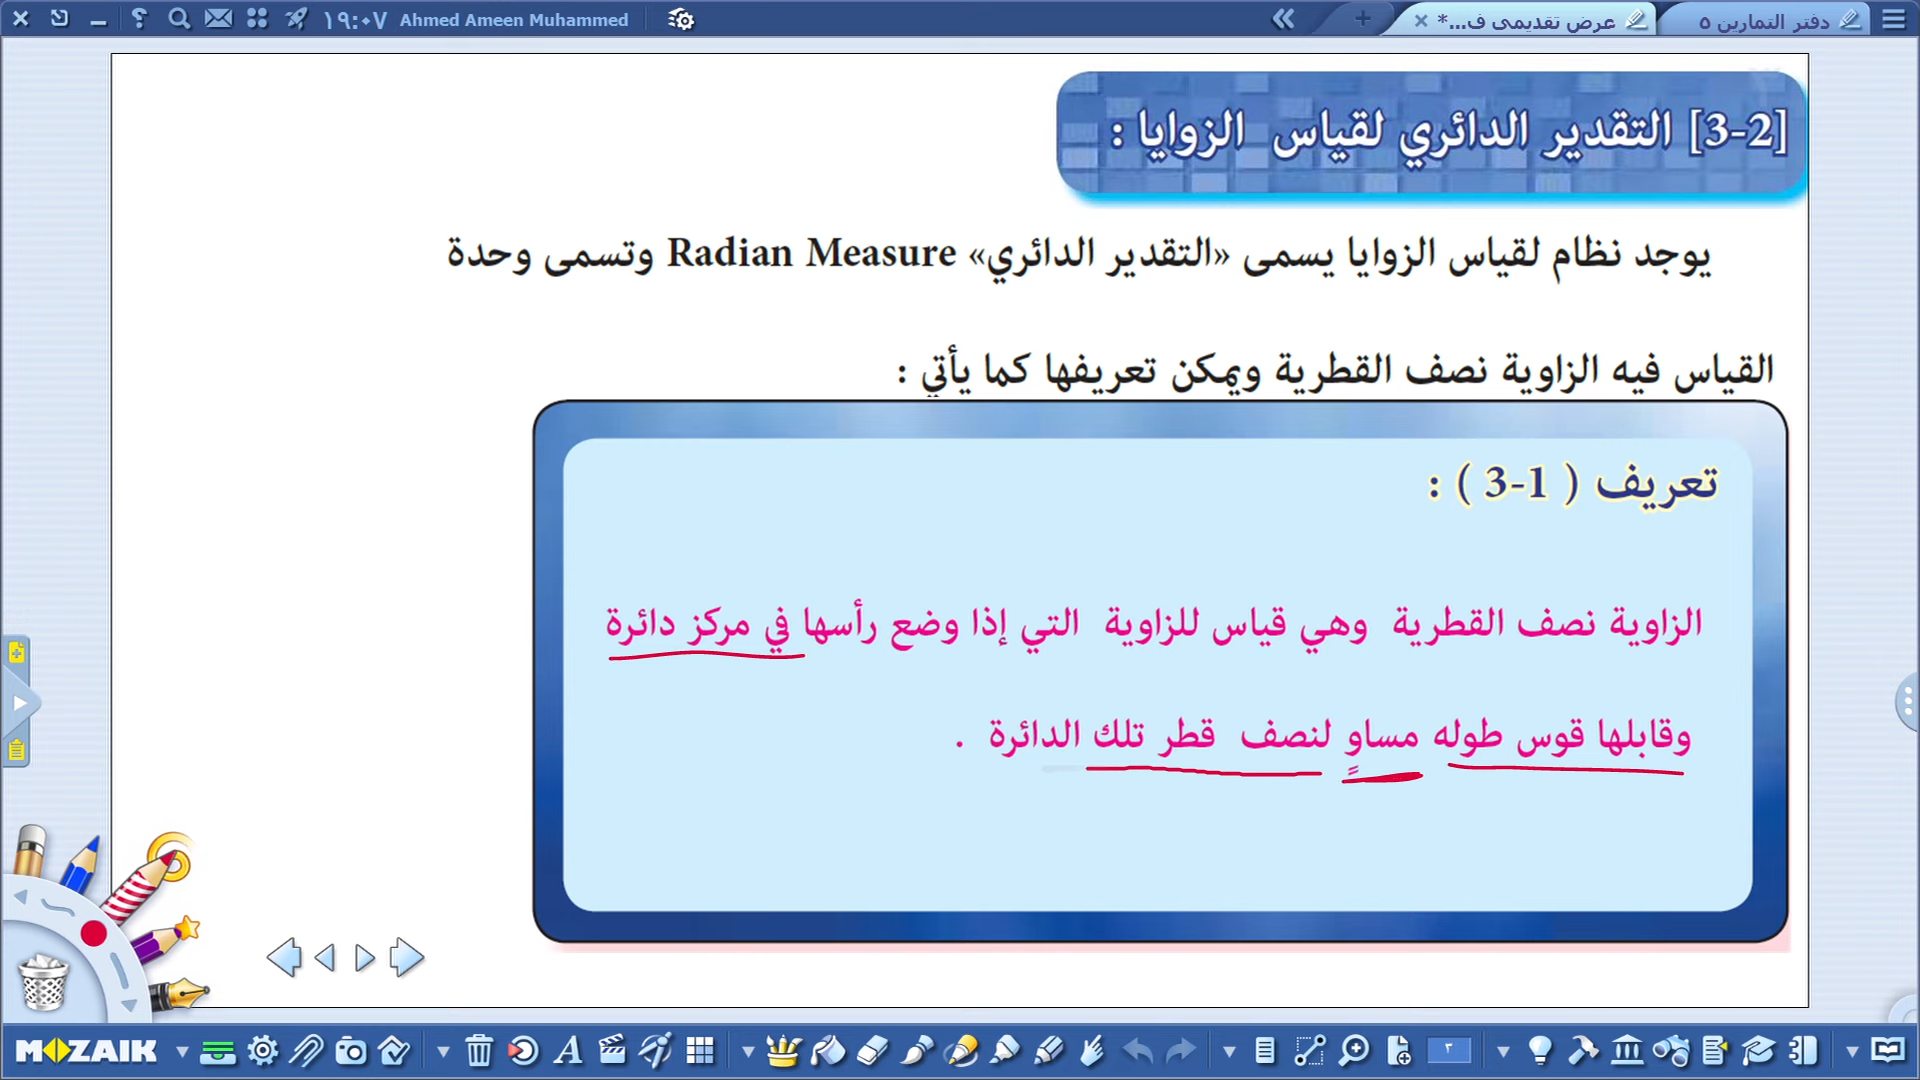 ١٩:٠٧ Ahmed Ameen Muhammed
عرض تقديمى ف...*
دفتر التمارين ٥
[3-2] التقدير الدائري لقياس الزوايا :
يوجد نظام لقياس الزوايا يسمى «التقدير الدائري» Radian Measure وتسمى وحدة
القياس فيه الزاوية نصف القطرية ويمكن تعريفها كما يأتي :
تعريف ( 1-3 ) :
الزاوية نصف القطرية وهي قياس للزاوية التي إذا وضع رأسها في مركز دائرة
وقابلها قوس طوله مساوٍ لنصف قطر تلك الدائرة .
MOZAIK
٣